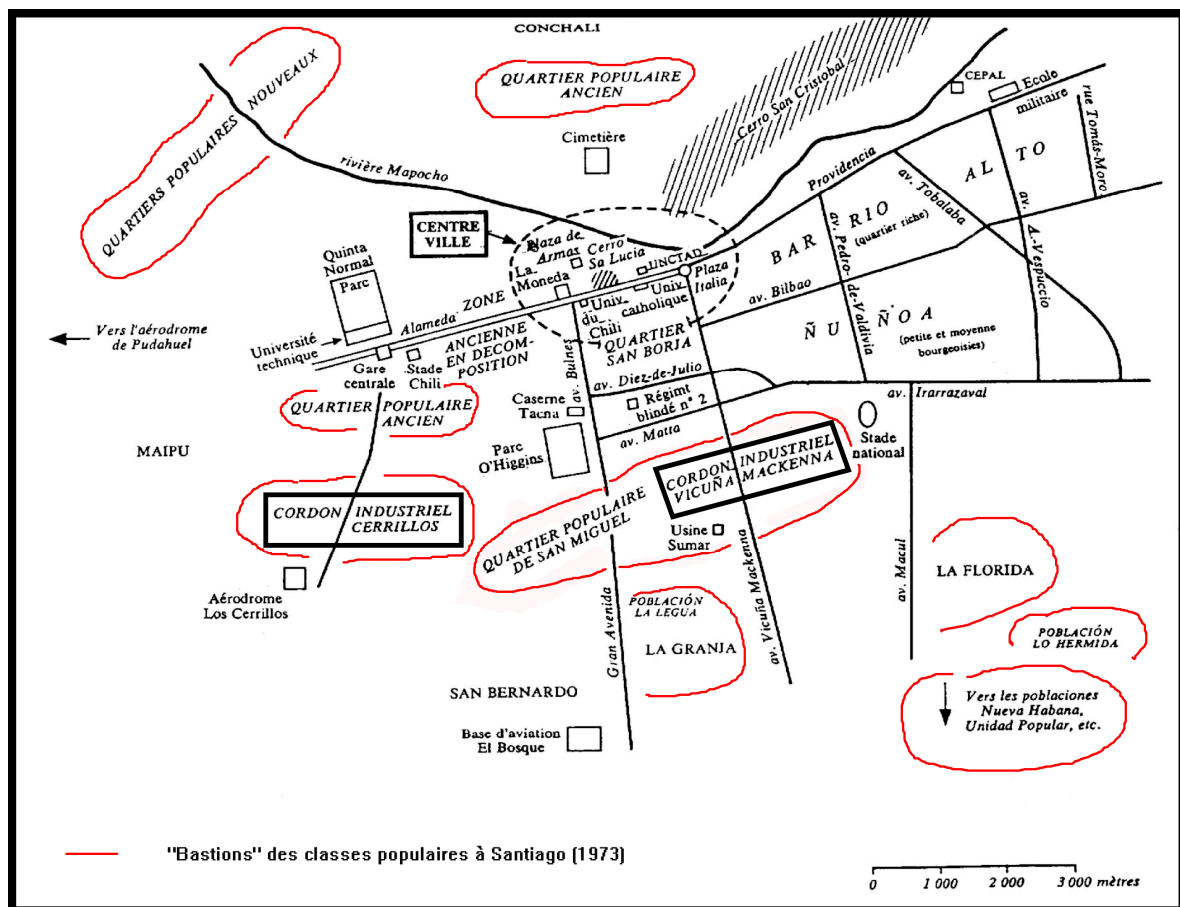 CONCHALI
QUARTIERS POPULAIRES NOUVEAUX
QUARTIER POPULAIRE
ANCIEN
Cerro San Cristobal
CEPAL
Ecole
militaire
rue Tomás-Moro
Cimetière
rivière Mapocho
Providencia
av. Tobalaba
ALTO
BARRIO
(quartier riche)
av. Pedro-de-Valdivia
av. A.-Vespuccio
CENTRE
VILLE
Plaza de
Armas
Cerro
Sa Lucia
UNCTAD
La
Moneda
Plaza
Italia
Quinta
Normal
Parc
Alameda
ZONE
ANCIENNE
EN DECOM-
POSITION
Univ.
du
Chili
Univ.
catholique
av. Bilbao
ÑUÑOA
(petite et moyenne
bourgeoisies)
Vers l'aérodrome
de Pudahuel
Université
technique
Gare
centrale
Stade
Chili
QUARTIER
SAN BORJA
av. Bulnes
av. Diez-de-Julio
QUARTIER POPULAIRE
ANCIEN
Caserne
Tacna
Régimt
blindé n° 2
av. Irarrazaval
av. Matta
Stade
national
MAIPU
Parc
O'Higgins
CORDON INDUSTRIEL
VICUÑA MACKENNA
CORDON INDUSTRIEL
CERRILLOS
QUARTIER POPULAIRE
DE SAN MIGUEL
Usine
Sumar
av. Vicuña Mackenna
av. Macul
LA FLORIDA
Aérodrome
Los Cerrillos
Gran Avenida
POBLACIÓN
LA LEGUA
LA GRANJA
POBLACIÓN
LO HERMIDA
SAN BERNARDO
Vers les poblaciones
Nueva Habana,
Unidad Popular, etc.
Base d'aviation
El Bosque
"Bastions" des classes populaires à Santiago (1973)
0 1 000 2 000 3 000 mètres